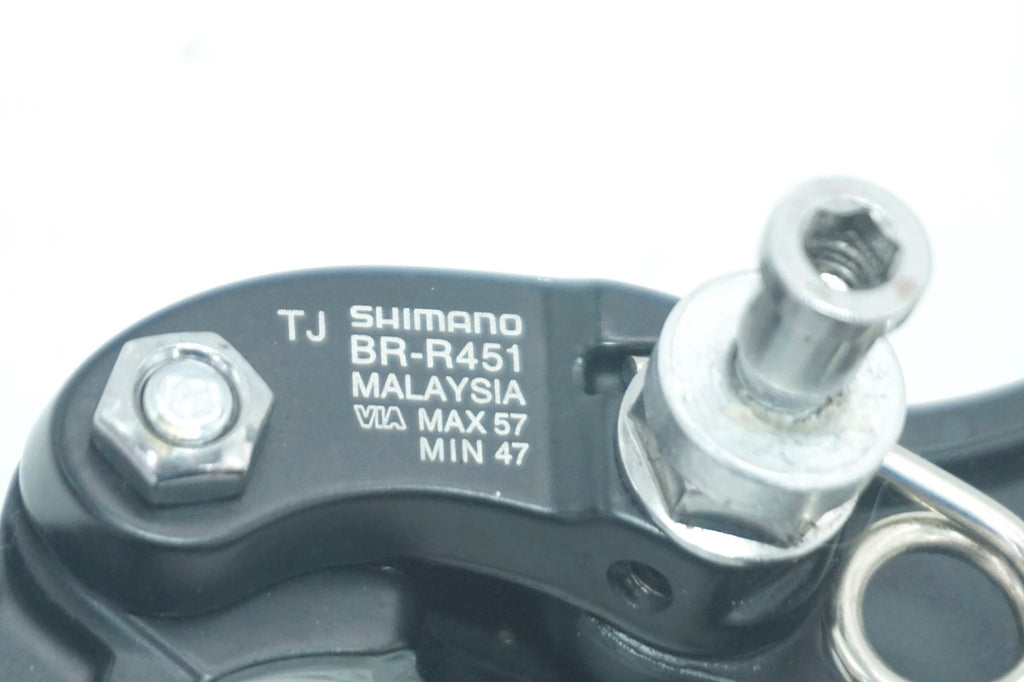 TJ SHIMANO
BR-R451
MALAYSIA
VIA MAX 57
MIN 47